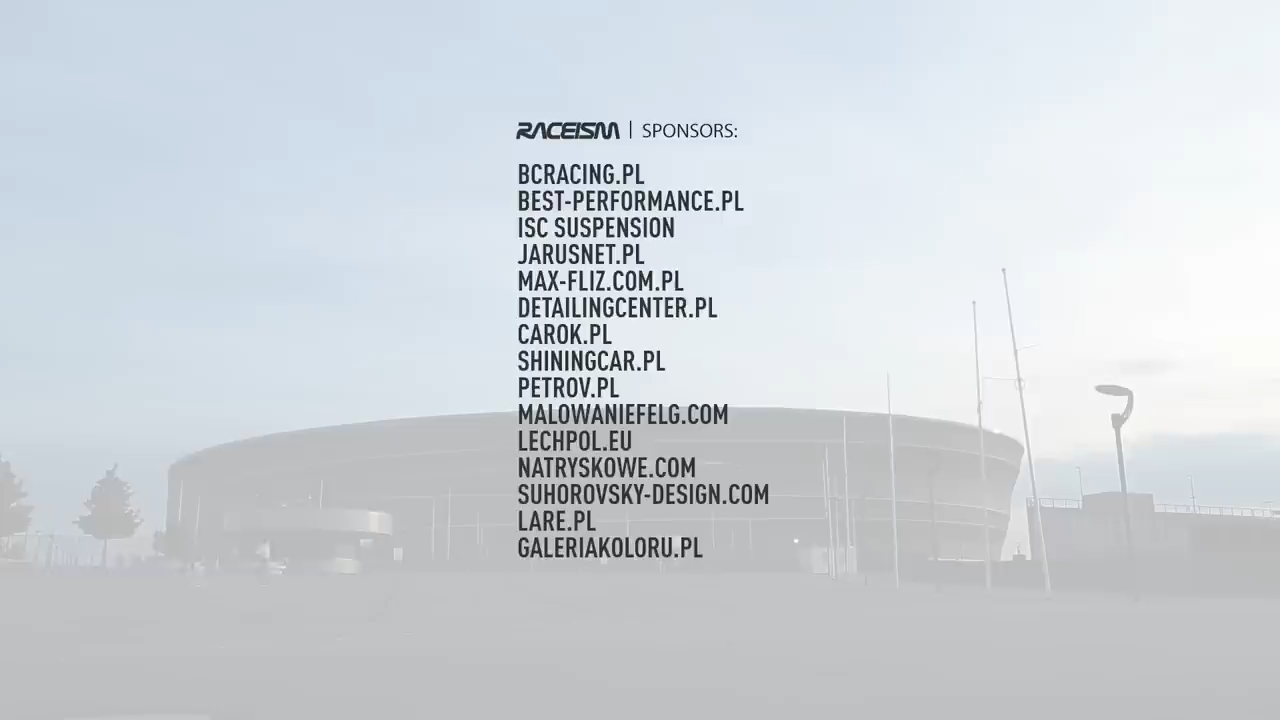 RACEISM | SPONSORS:
BCRACING.PL
BEST-PERFORMANCE.PL
ISC SUSPENSION
JARUSNET.PL
MAX-FLIZ.COM.PL
DETAILINGCENTER.PL
CAROK.PL
SHININGCAR.PL
PETROV.PL
MALOWANIEFELG.COM
LECHPOL.EU
NATRYSKOWE.COM
SUHOROVSKY-DESIGN.COM
LARE.PL
GALERIAKOLORU.PL